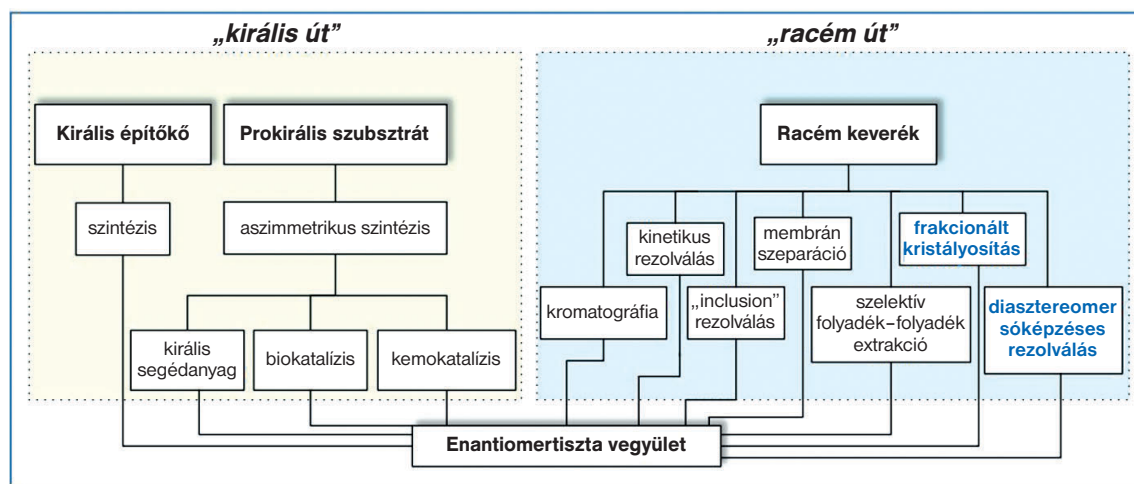 „királis út”
„racém út”
Királis építőkő
Prokirális szubsztrát
Racém keverék
szintézis
aszimmetrikus szintézis
kinetikus
rezolválás
membrán
szeparáció
frakcionált
kristályosítás
királis
segédanyag
biokatalízis
kemokatalízis
kromatográfia
„inclusion”
rezolválás
szelektív
folyadék–folyadék
extrakció
diasztereomer
sóképzéses
rezolválás
Enantiomertiszta vegyület